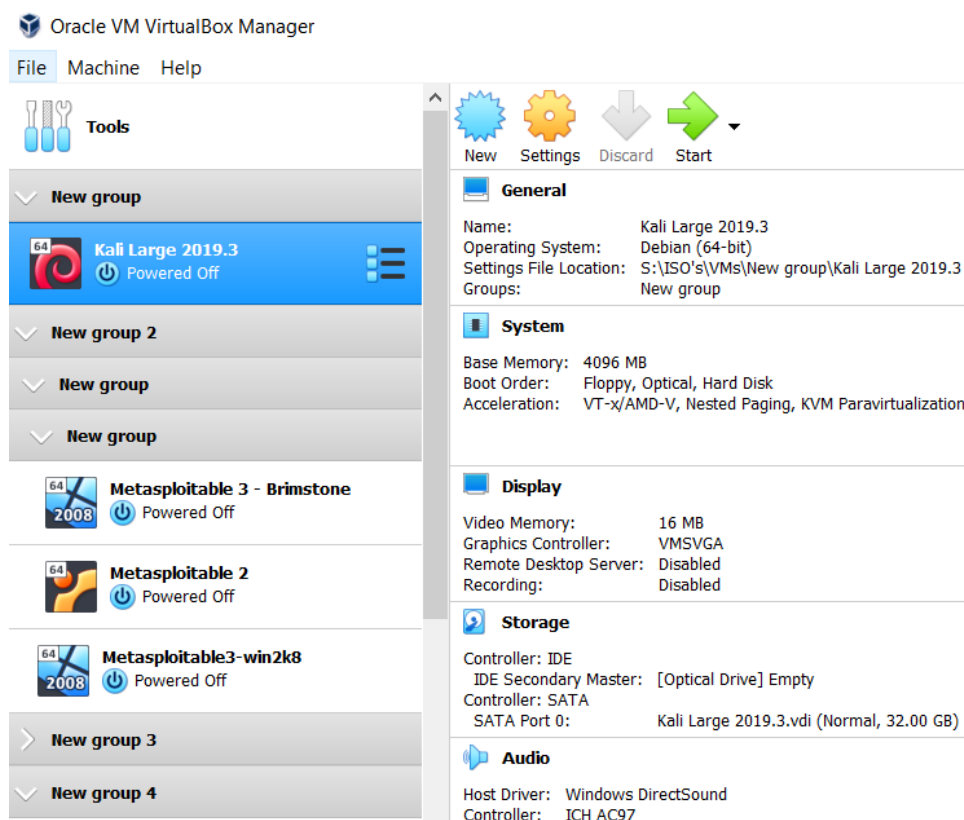 Oracle VM VirtualBox Manager
File Machine Help
Tools
New group
64
Kali Large 2019.3
Powered Off
New group 2
New group
New group
64
2008
Metasploitable 3 - Brimstone
Powered Off
64
Metasploitable 2
Powered Off
64
2008
Metasploitable3-win2k8
Powered Off
New group 3
New group 4
New Settings Discard Start
General
Name: Kali Large 2019.3
Operating System: Debian (64-bit)
Settings File Location: S:\ISO's\VMs\New group\Kali Large 2019.3
Groups: New group
System
Base Memory: 4096 MB
Boot Order: Floppy, Optical, Hard Disk
Acceleration: VT-x/AMD-V, Nested Paging, KVM Paravirtualization
Display
Video Memory: 16 MB
Graphics Controller: VMSVGA
Remote Desktop Server: Disabled
Recording: Disabled
Storage
Controller: IDE
IDE Secondary Master: [Optical Drive] Empty
Controller: SATA
SATA Port 0: Kali Large 2019.3.vdi (Normal, 32.00 GB)
Audio
Host Driver: Windows DirectSound
Controller: ICH AC97